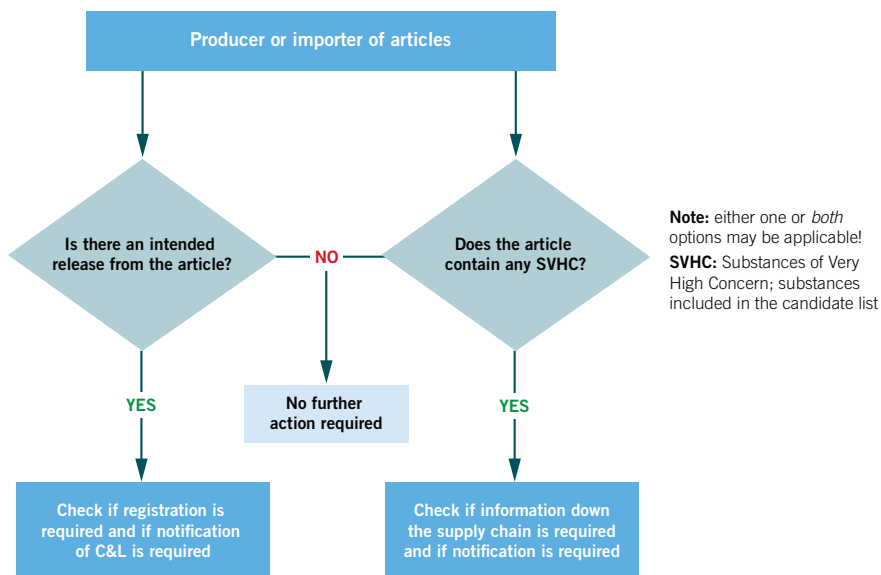 Producer or importer of articles
Is there an intended
release from the article?
NO
Does the article
contain any SVHC?
Note: either one or both
options may be applicable!
SVHC: Substances of Very
High Concern; substances
included in the candidate list
YES
No further
action required
YES
Check if registration is
required and if notification
of C&L is required
Check if information down
the supply chain is required
and if notification is required